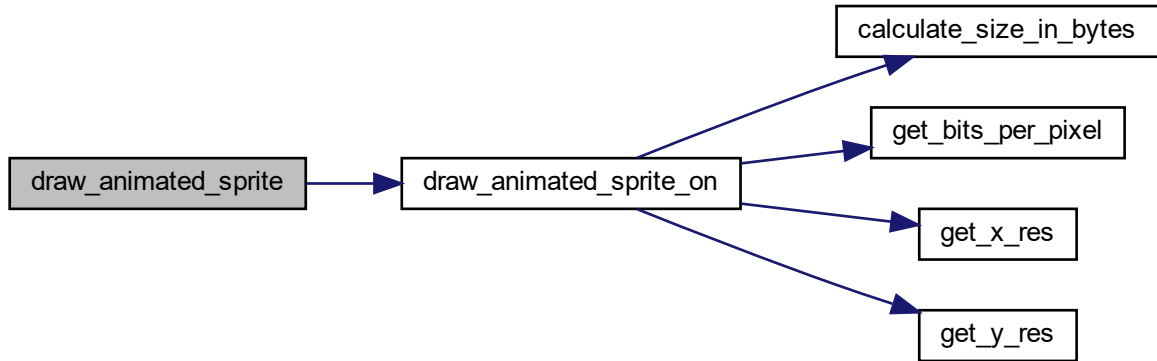 draw_animated_sprite
draw_animated_sprite_on
calculate_size_in_bytes
get_bits_per_pixel
get_x_res
get_y_res